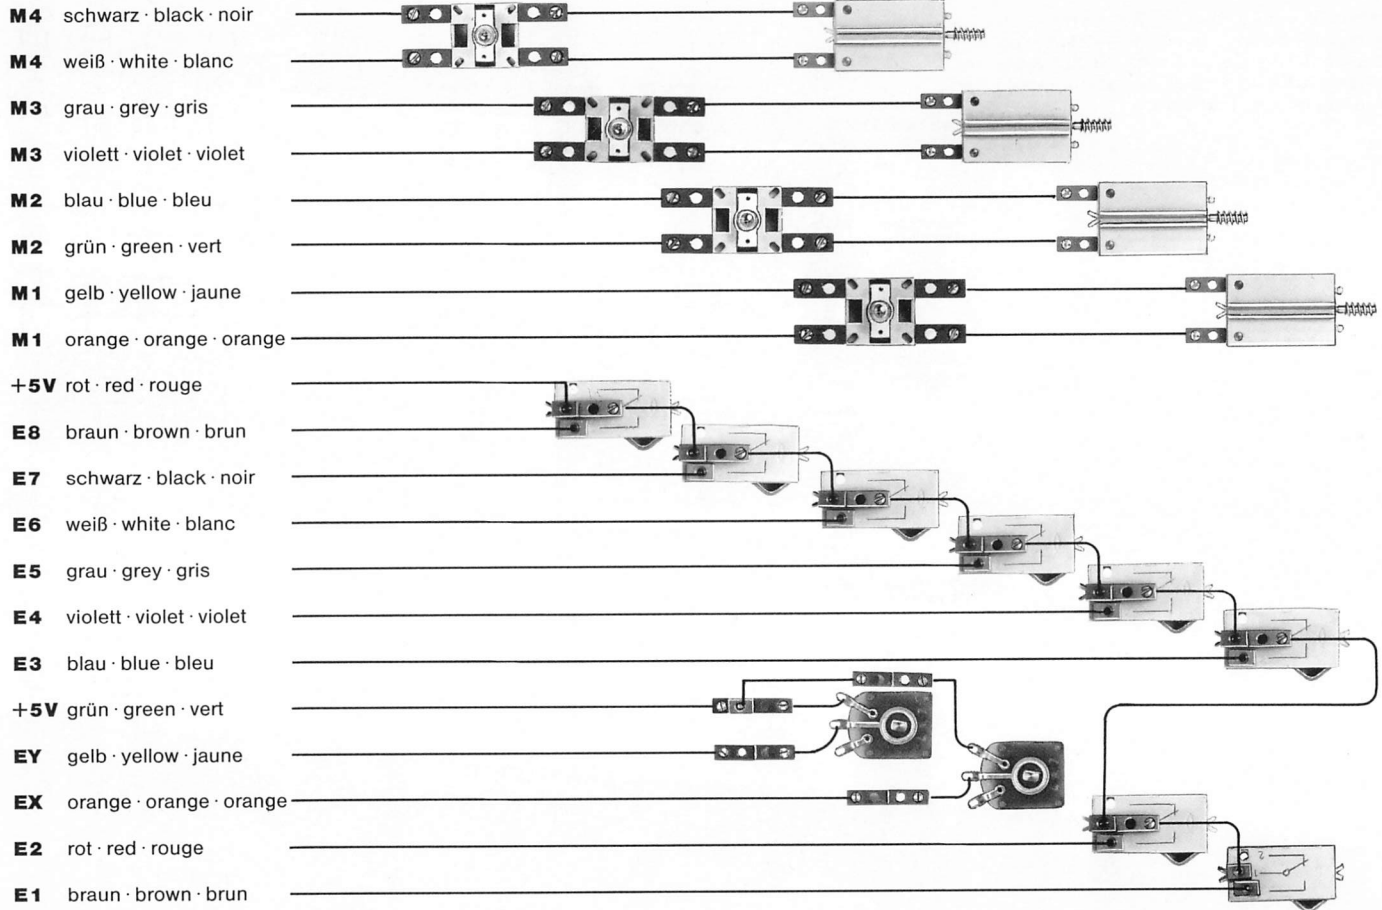 M4 schwarz · black · noir
M4 weiß · white · blanc
M3 grau · grey · gris
M3 violett · violet · violet
M2 blau · blue · bleu
M2 grün · green · vert
M1 gelb · yellow · jaune
M1 orange · orange · orange
+5V rot · red · rouge
E8 braun · brown · brun
E7 schwarz · black · noir
E6 weiß · white · blanc
E5 grau · grey · gris
E4 violett · violet · violet
E3 blau · blue · bleu
+5V grün · green · vert
EY gelb · yellow · jaune
EX orange · orange · orange
E2 rot · red · rouge
E1 braun · brown · brun
2
1